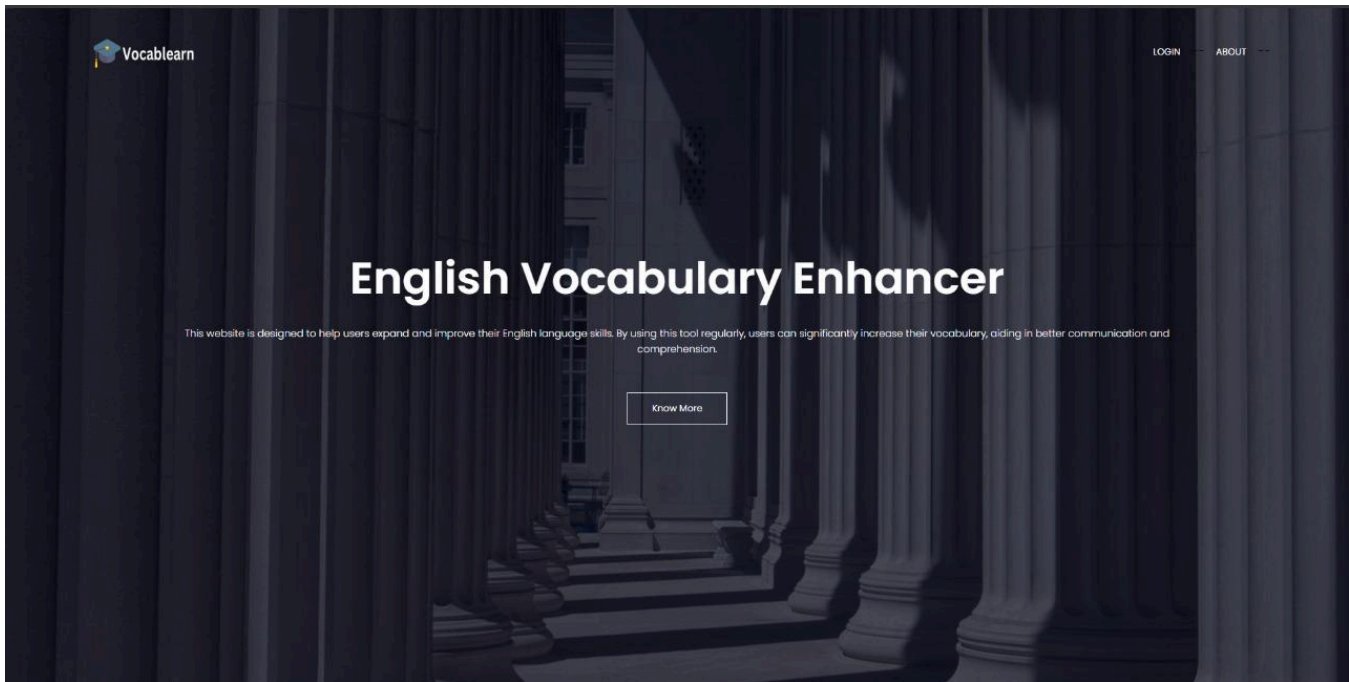 Vocablearn
LOGIN -- ABOUT --
English Vocabulary Enhancer
This website is designed to help users expand and improve their English language skills. By using this tool regularly, users can significantly increase their vocabulary, aiding in better communication and
comprehension.
Know More